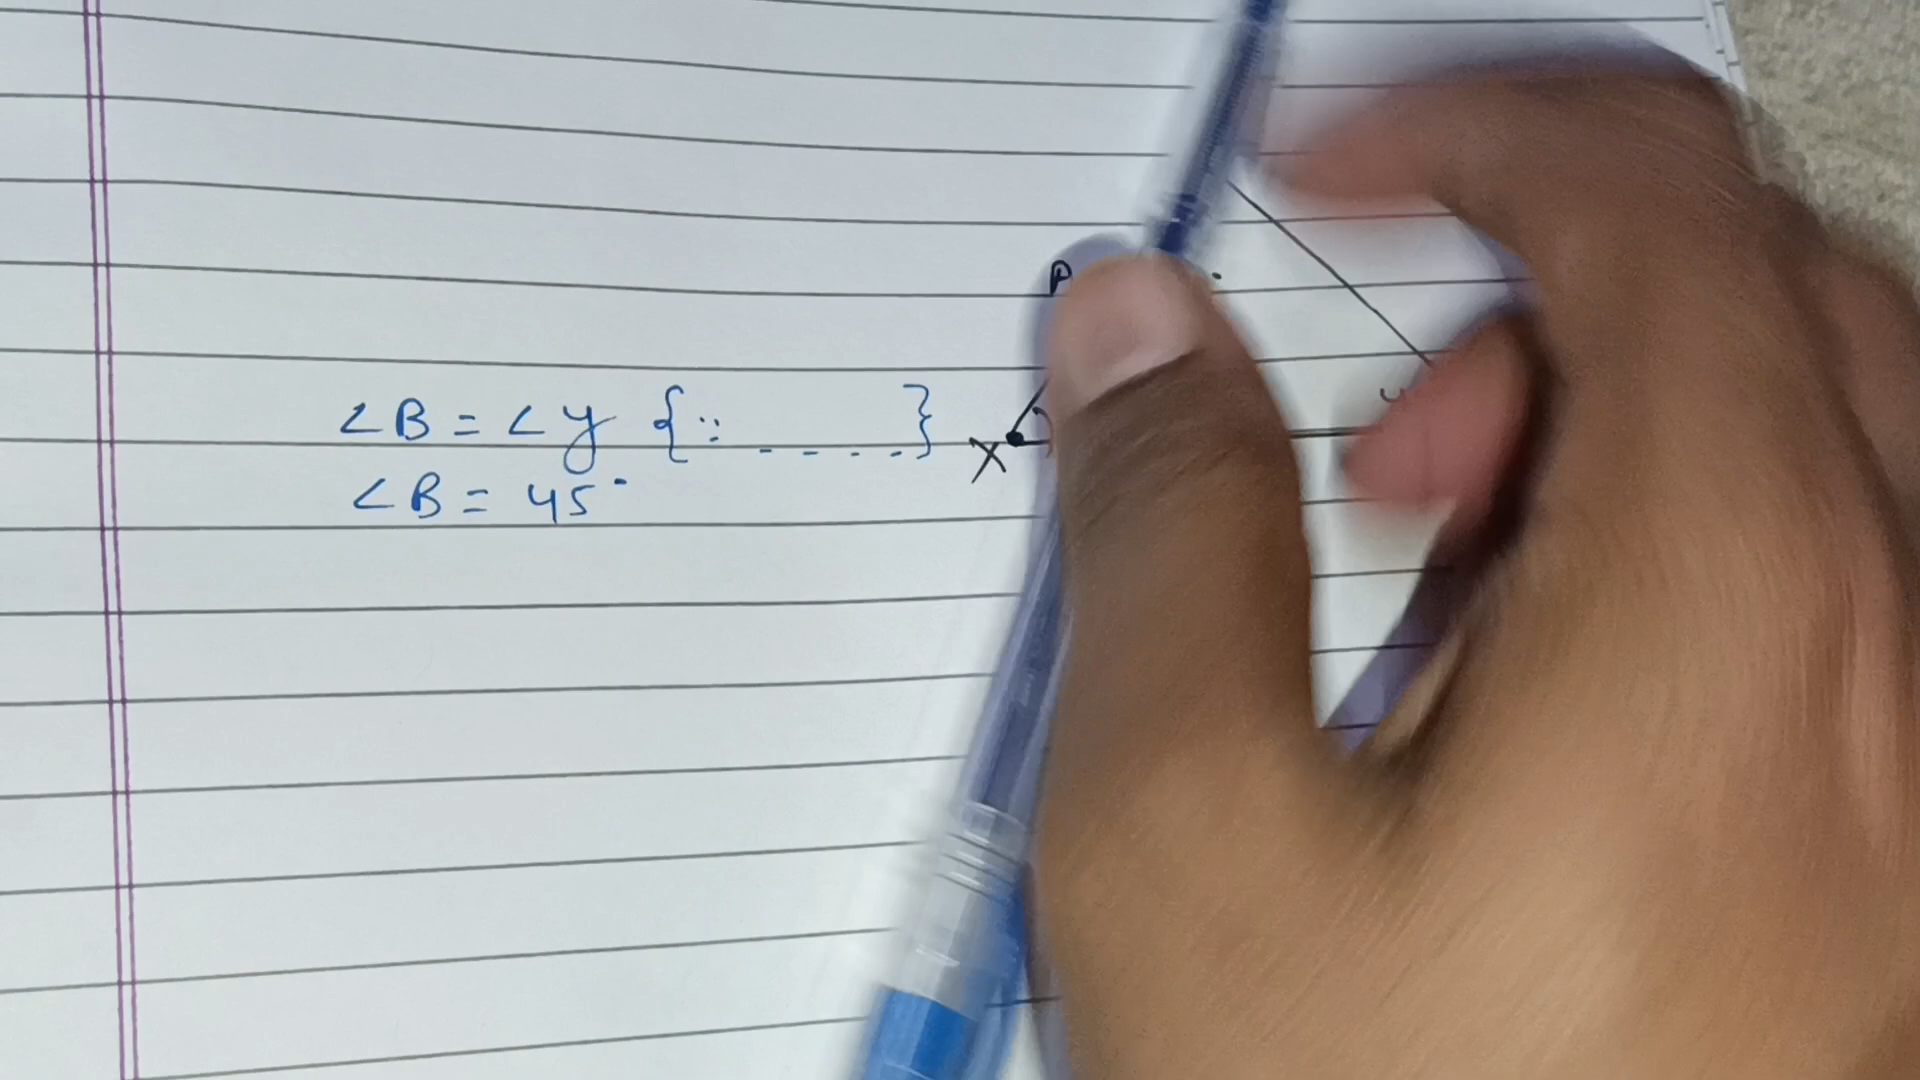 ∠B = ∠y {∵ - - - -}
∠B = 45°
P
X